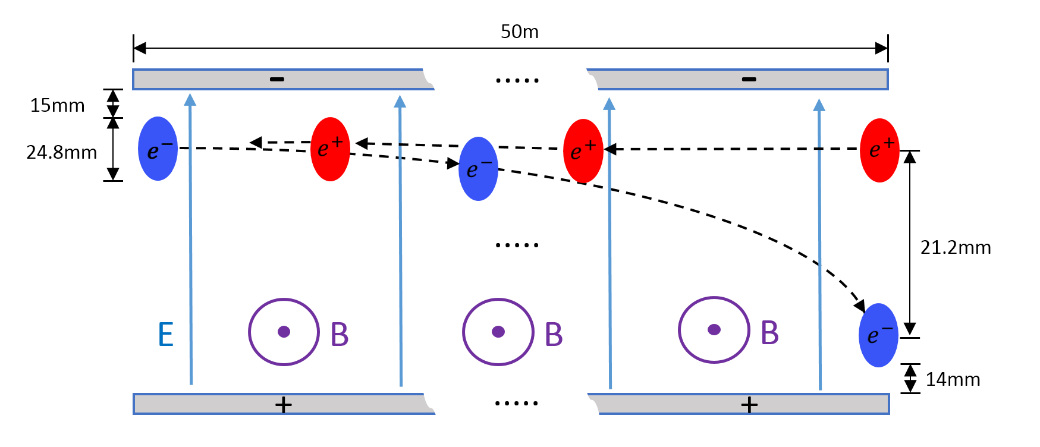 50m
- -
.....
15mm
24.8mm
e⁻ e⁺ e⁻ e⁺ e⁺
21.2mm
.....
E B B B
e⁻
14mm
+ ..... +